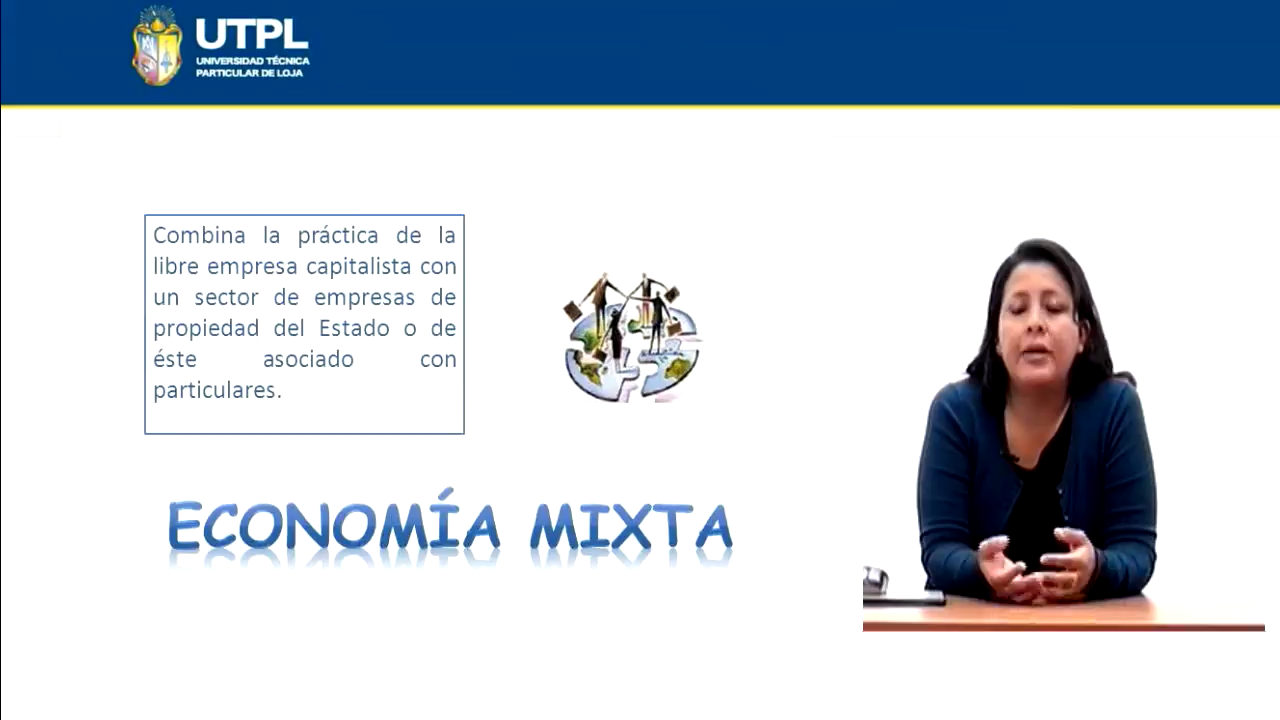 UTPL
UNIVERSIDAD TÉCNICA
PARTICULAR DE LOJA
Combina la práctica de la
libre empresa capitalista con
un sector de empresas de
propiedad del Estado o de
éste asociado con
particulares.
ECONOMÍA MIXTA